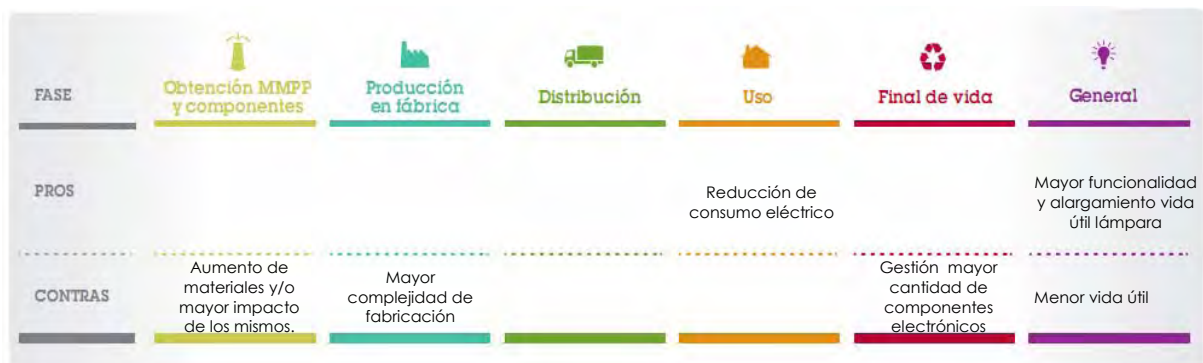 FASE
Obtención MMPP
y componentes
Producción
en fábrica
Distribución
Uso
Final de vida
General
PROS
Reducción de
consumo eléctrico
Mayor funcionalidad
y alargamiento vida
útil lámpara
CONTRAS
Aumento de
materiales y/o
mayor impacto
de los mismos.
Mayor
complejidad de
fabricación
Gestión mayor
cantidad de
componentes
electrónicos
Menor vida útil